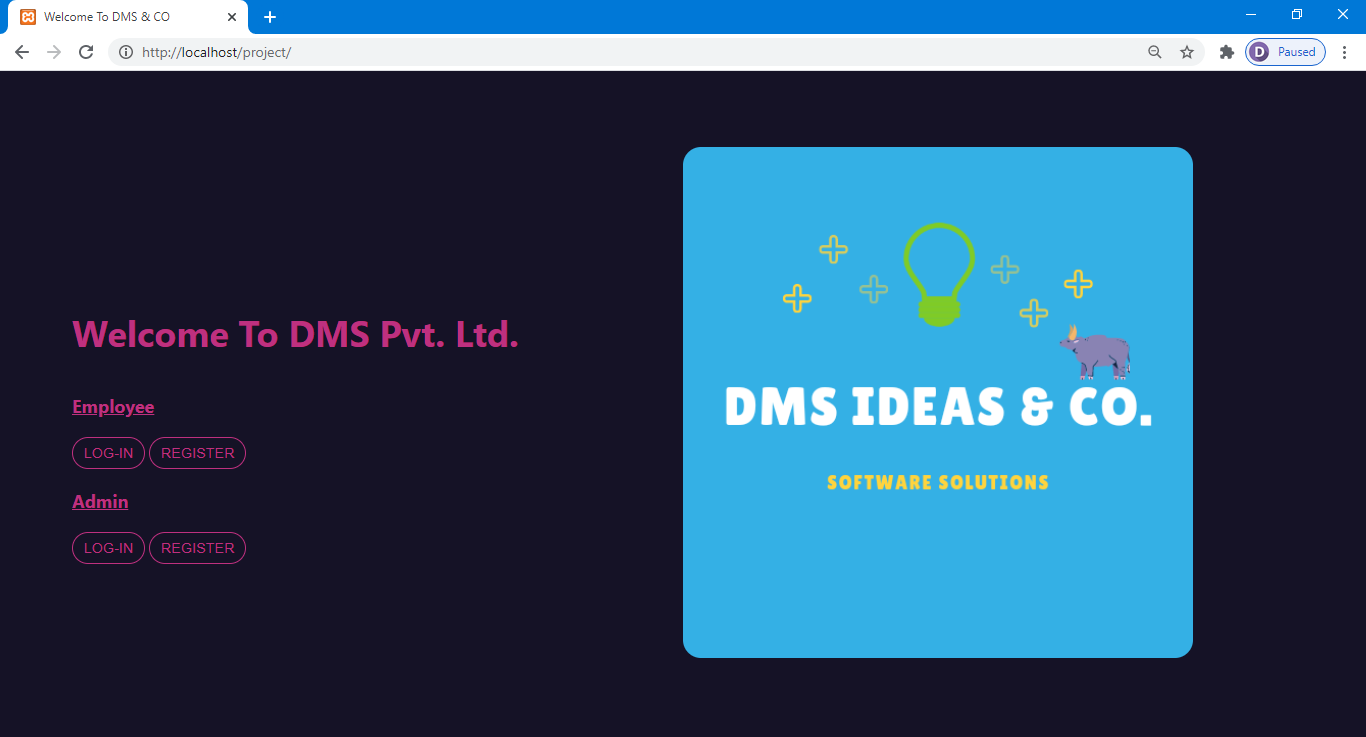 Welcome To DMS & CO
http://localhost/project/
D Paused
Welcome To DMS Pvt. Ltd.
Employee
LOG-IN REGISTER
Admin
LOG-IN REGISTER
DMS IDEAS & CO.
SOFTWARE SOLUTIONS